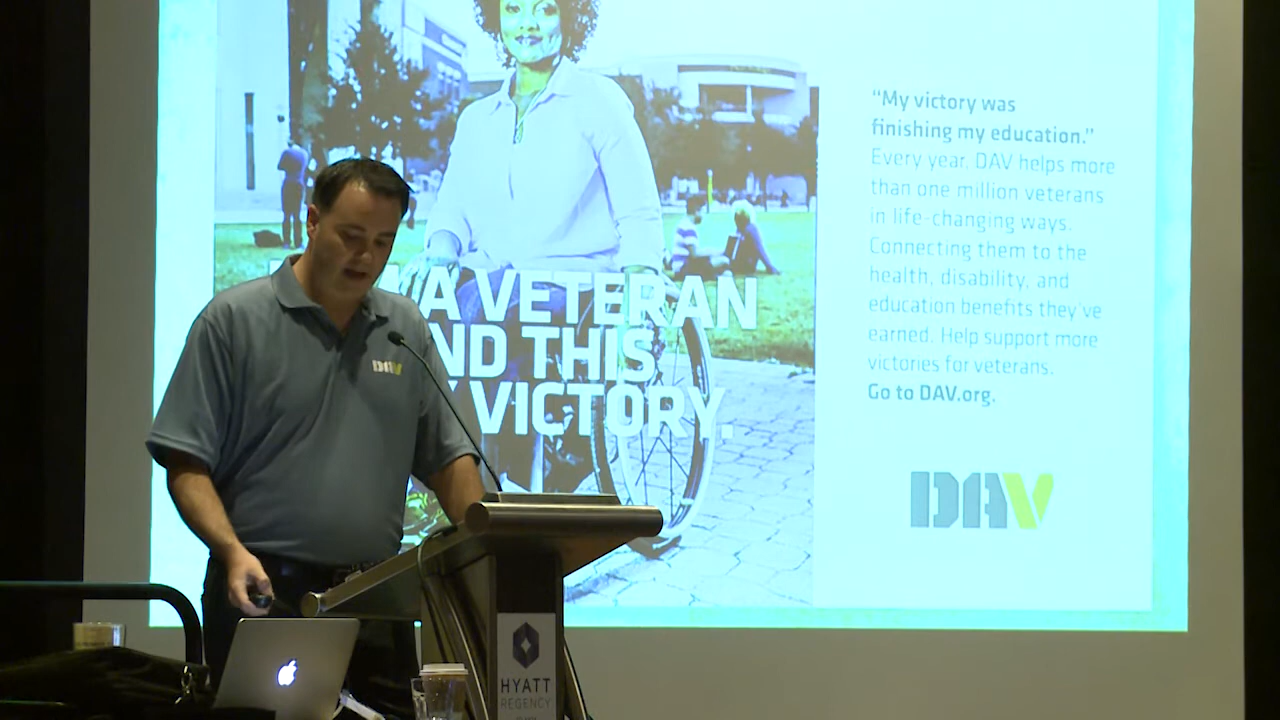 A VETERAN
ND THIS
VICTORY.
“My victory was
finishing my education.”
Every year, DAV helps more
than one million veterans
in life-changing ways.
Connecting them to the
health, disability, and
education benefits they've
earned. Help support more
victories for veterans.
Go to DAV.org.
DAV
DAV
HYATT
REGENCY